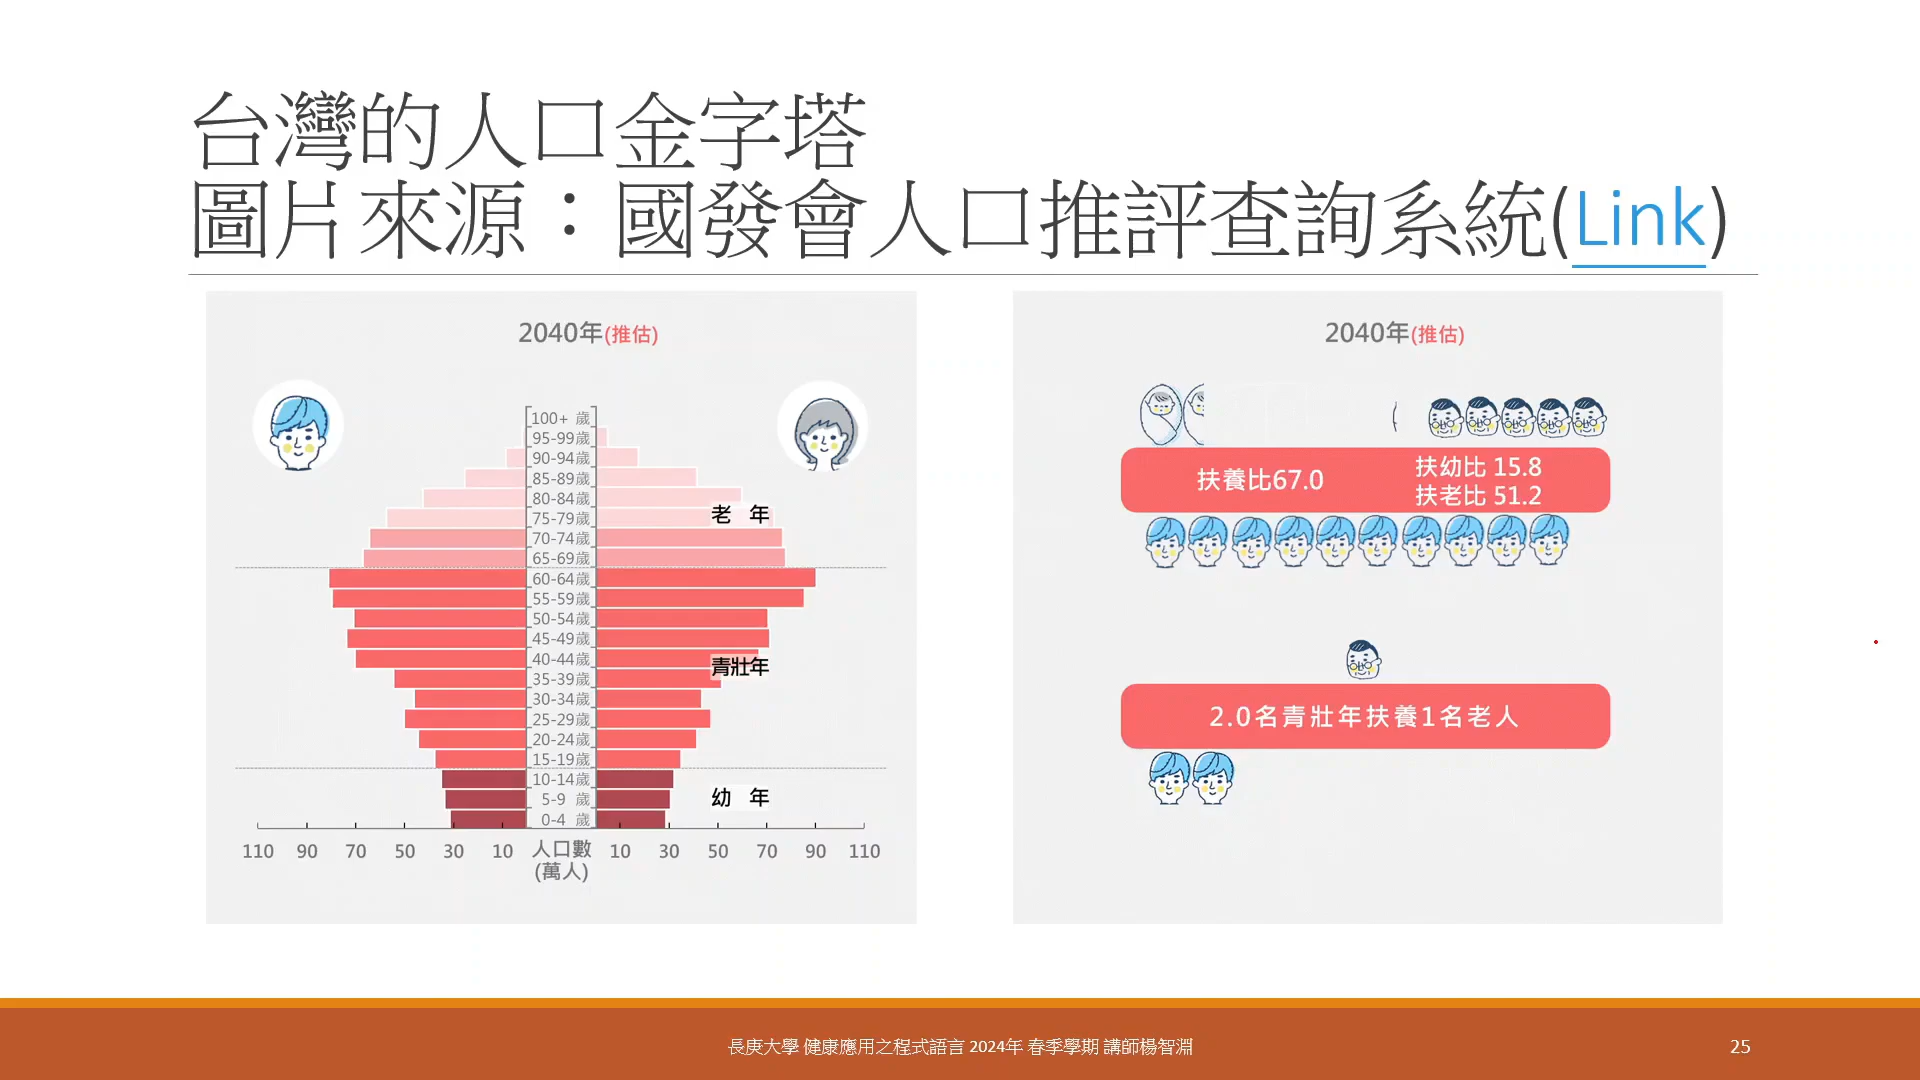 台灣的人口金字塔
圖片來源：國發會人口推評查詢系統(Link)
2040年(推估)
100+ 歲
95-99歲
90-94歲
85-89歲
80-84歲
75-79歲
老 年
70-74歲
65-69歲
60-64歲
55-59歲
50-54歲
45-49歲
40-44歲
青壯年
35-39歲
30-34歲
25-29歲
20-24歲
15-19歲
10-14歲
5-9 歲
幼 年
0-4 歲
110 90 70 50 30 10 人口數 10 30 50 70 90 110
(萬人)
2040年(推估)
扶養比67.0
扶幼比 15.8
扶老比 51.2
2.0名青壯年扶養1名老人
長庚大學 健康應用之程式語言 2024年 春季學期 講師楊智淵
25